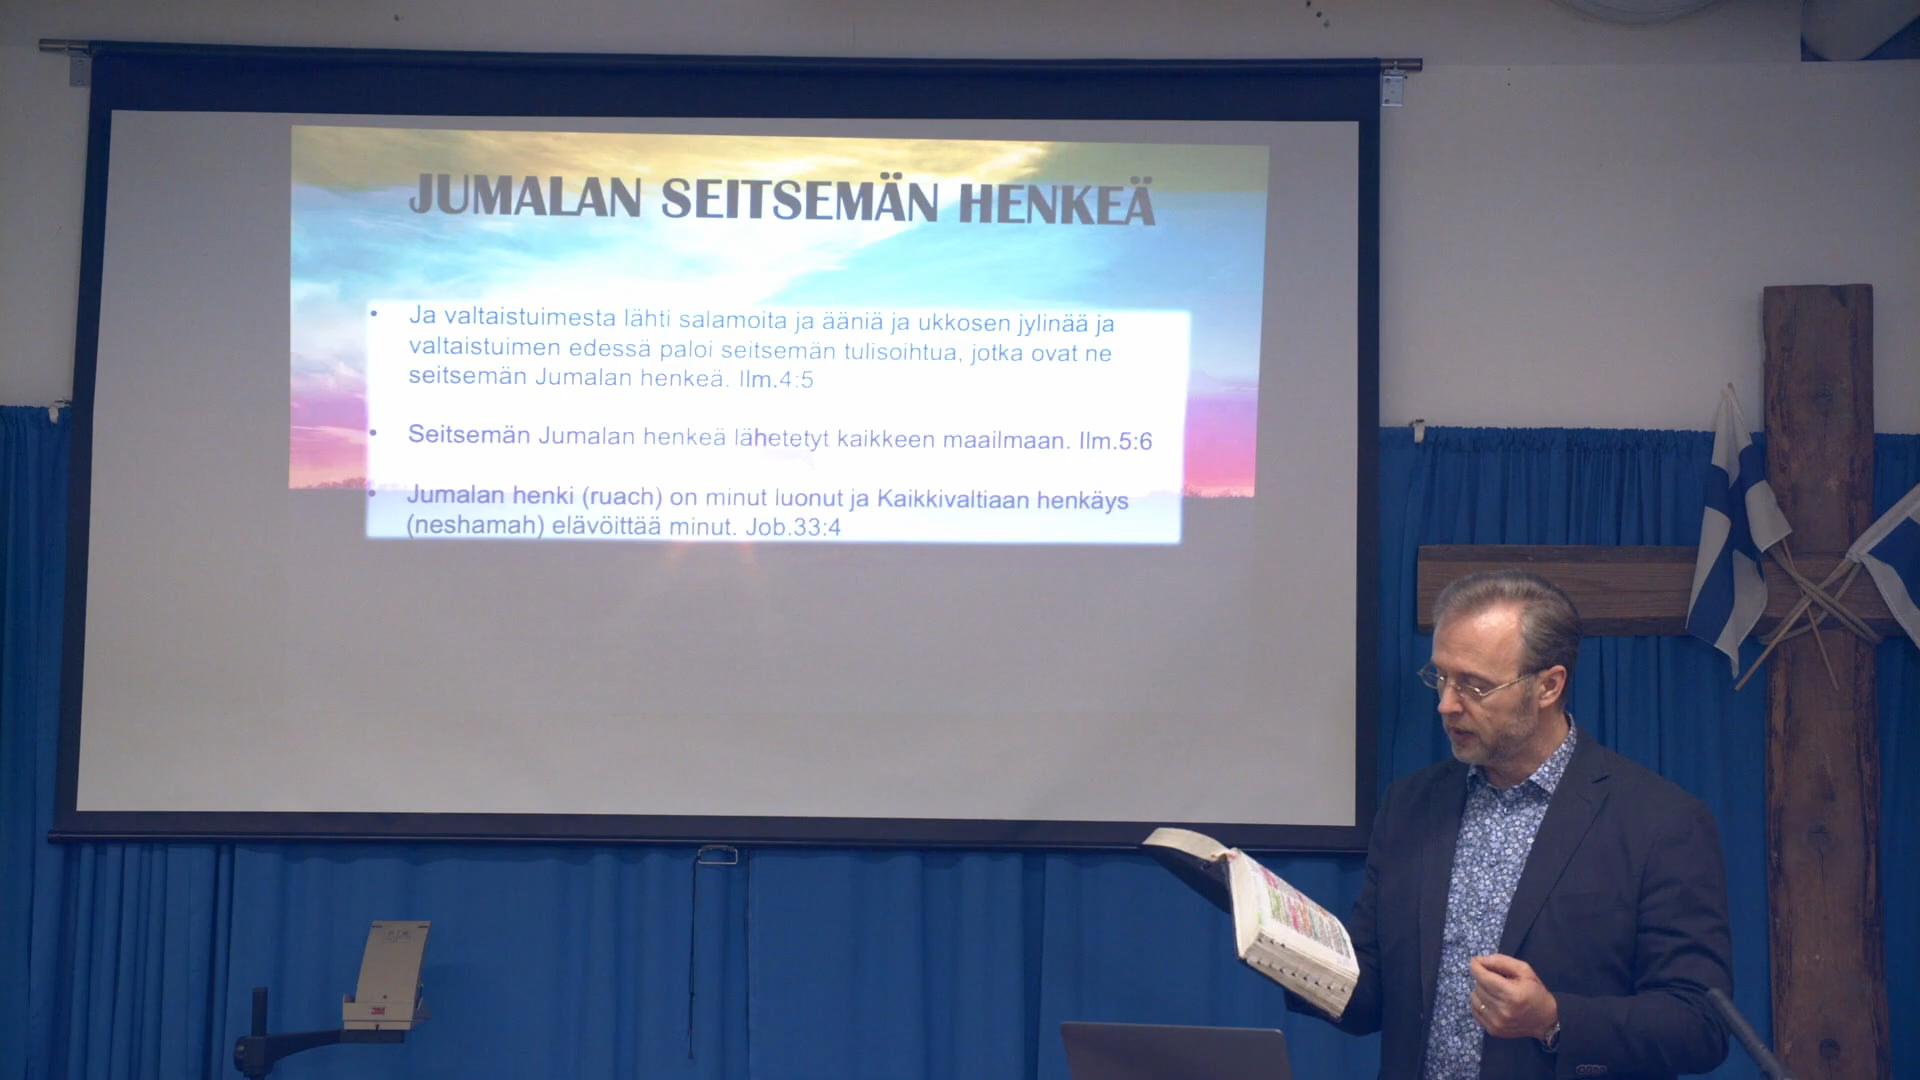 JUMALAN SEITSEMÄN HENKEÄ
• Ja valtaistuimesta lähti salamoita ja ääniä ja ukkosen jylinää ja
valtaistuimen edessä paloi seitsemän tulisoihtua, jotka ovat ne
seitsemän Jumalan henkeä. Ilm.4:5
• Seitsemän Jumalan henkeä lähetetyt kaikkeen maailmaan. Ilm.5:6
• Jumalan henki (ruach) on minut luonut ja Kaikkivaltiaan henkäys
(neshamah) elävöittää minut. Job.33:4
3M